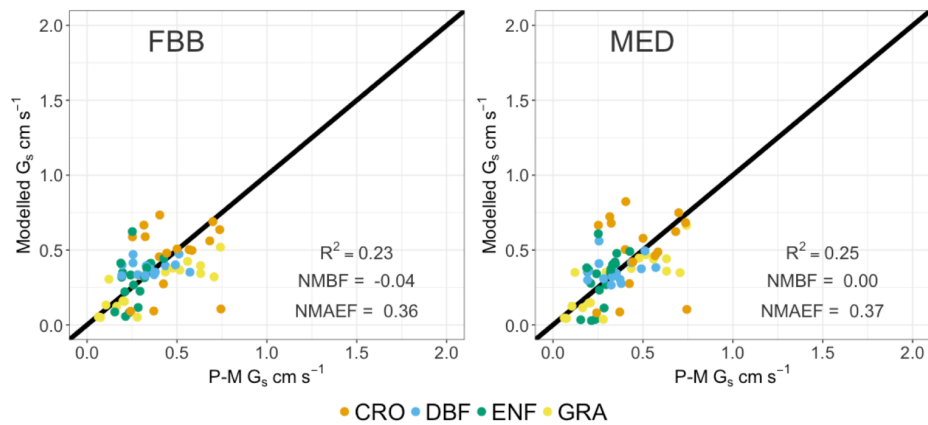 FBB
2.0
1.5
1.0
0.5
0.0
Modelled Gs cm s⁻¹
R² = 0.23
NMBF = -0.04
NMAEF = 0.36
0.0 0.5 1.0 1.5 2.0
P-M Gs cm s⁻¹
MED
2.0
1.5
1.0
0.5
0.0
Modelled Gs cm s⁻¹
R² = 0.25
NMBF = 0.00
NMAEF = 0.37
0.0 0.5 1.0 1.5 2.0
P-M Gs cm s⁻¹
CRO DBF ENF GRA